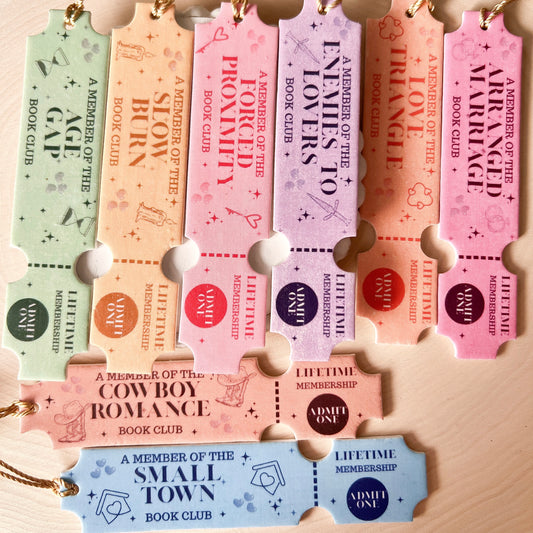 A MEMBER OF THE
AGE
GAP
BOOK CLUB
LIFETIME
MEMBERSHIP
ADMIT
ONE
A MEMBER OF THE
SLOW
BURN
BOOK CLUB
LIFETIME
MEMBERSHIP
ADMIT
ONE
A MEMBER OF THE
FORCED
PROXIMITY
BOOK CLUB
LIFETIME
MEMBERSHIP
ADMIT
ONE
A MEMBER OF THE
ENEMIES TO
LOVERS
BOOK CLUB
LIFETIME
MEMBERSHIP
ADMIT
ONE
A MEMBER OF THE
LOVE
TRIANGLE
BOOK CLUB
LIFETIME
MEMBERSHIP
ADMIT
ONE
A MEMBER OF THE
ARRANGED
MARRIAGE
BOOK CLUB
LIFETIME
MEMBERSHIP
ADMIT
ONE
A MEMBER OF THE
COWBOY
ROMANCE
BOOK CLUB
LIFETIME
MEMBERSHIP
ADMIT
ONE
A MEMBER OF THE
SMALL
TOWN
BOOK CLUB
LIFETIME
MEMBERSHIP
ADMIT
ONE